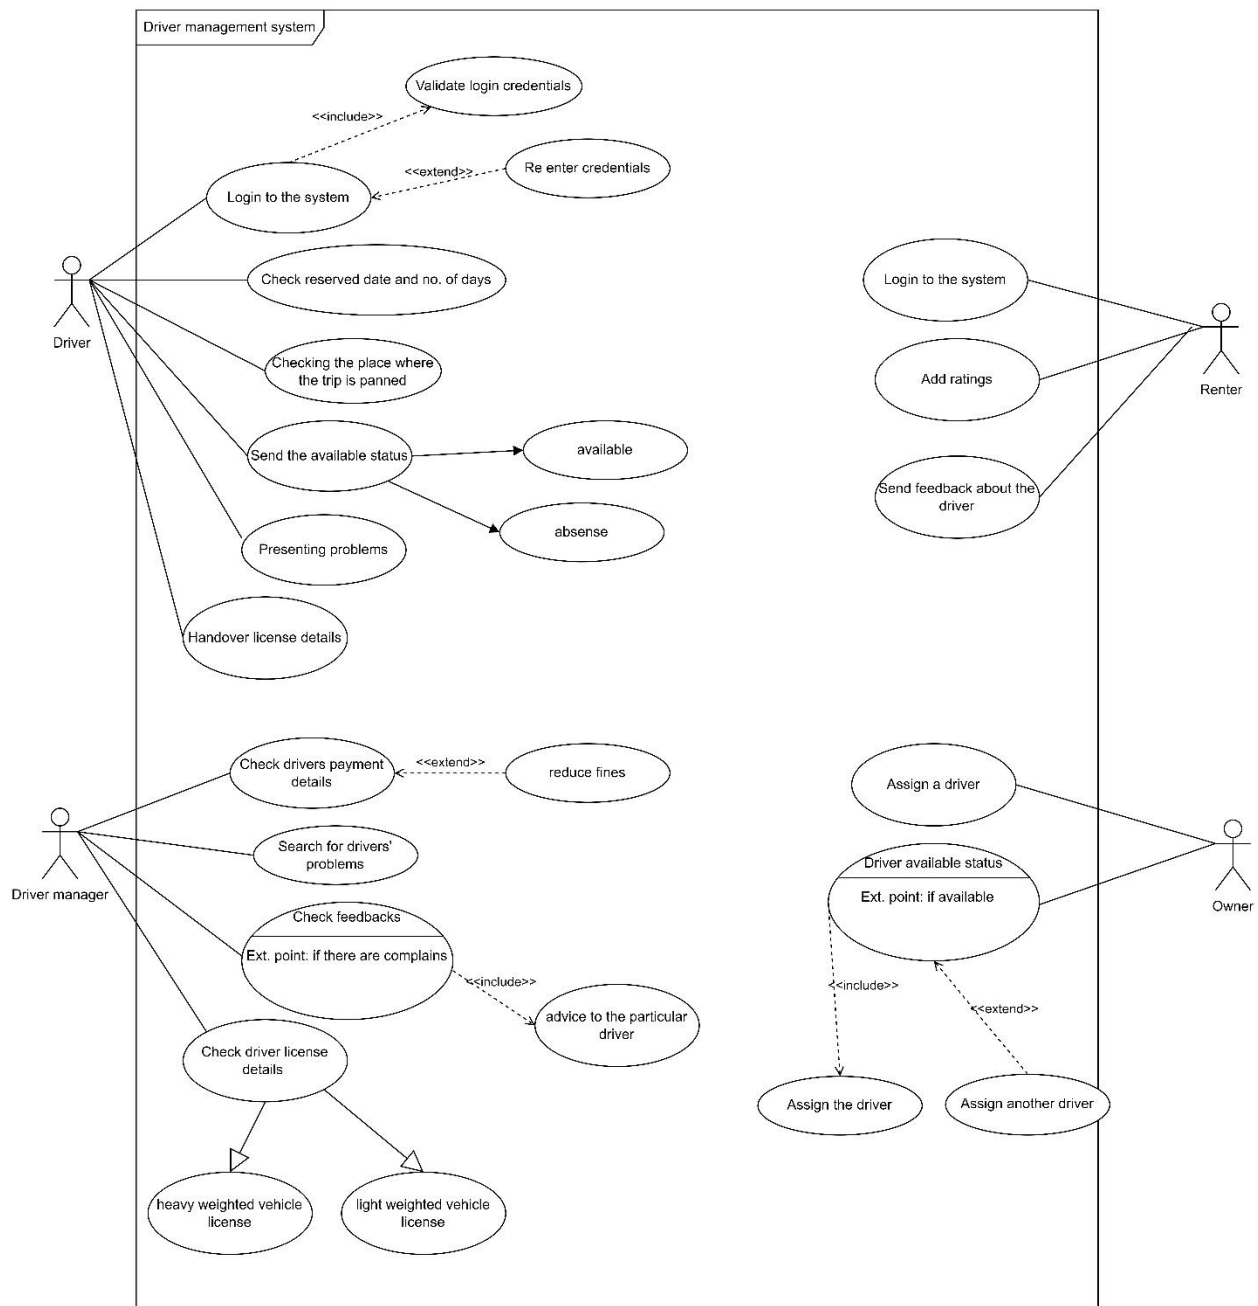 Driver management system
Validate login credentials
<<include>>
Re enter credentials
<<extend>>
Login to the system
Check reserved date and no. of days
Login to the system
Driver
Checking the place where
the trip is panned
Add ratings
Renter
Send the available status
available
Send feedback about the
driver
absense
Presenting problems
Handover license details
Check drivers payment
details
<<extend>>
reduce fines
Assign a driver
Search for drivers'
problems
Driver manager
Driver available status
Ext. point: if available
Owner
Check feedbacks
Ext. point: if there are complains
<<include>>
advice to the particular
driver
<<include>>
<<extend>>
Check driver license
details
Assign the driver
Assign another driver
heavy weighted vehicle
license
light weighted vehicle
license